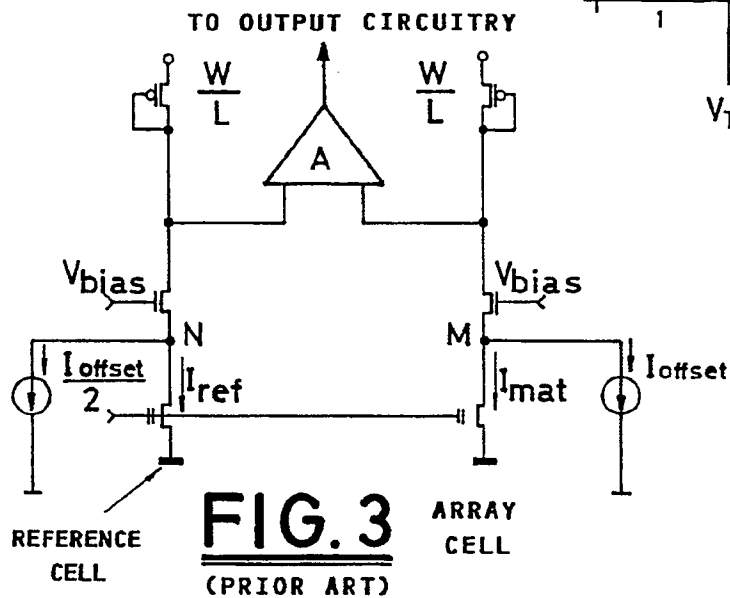 TO OUTPUT CIRCUITRY
1
W/L
W/L
V_T
A
Vbias
Vbias
N
M
Ioffset/2
Iref
Imat
Ioffset
REFERENCE CELL
FIG. 3
(PRIOR ART)
ARRAY CELL